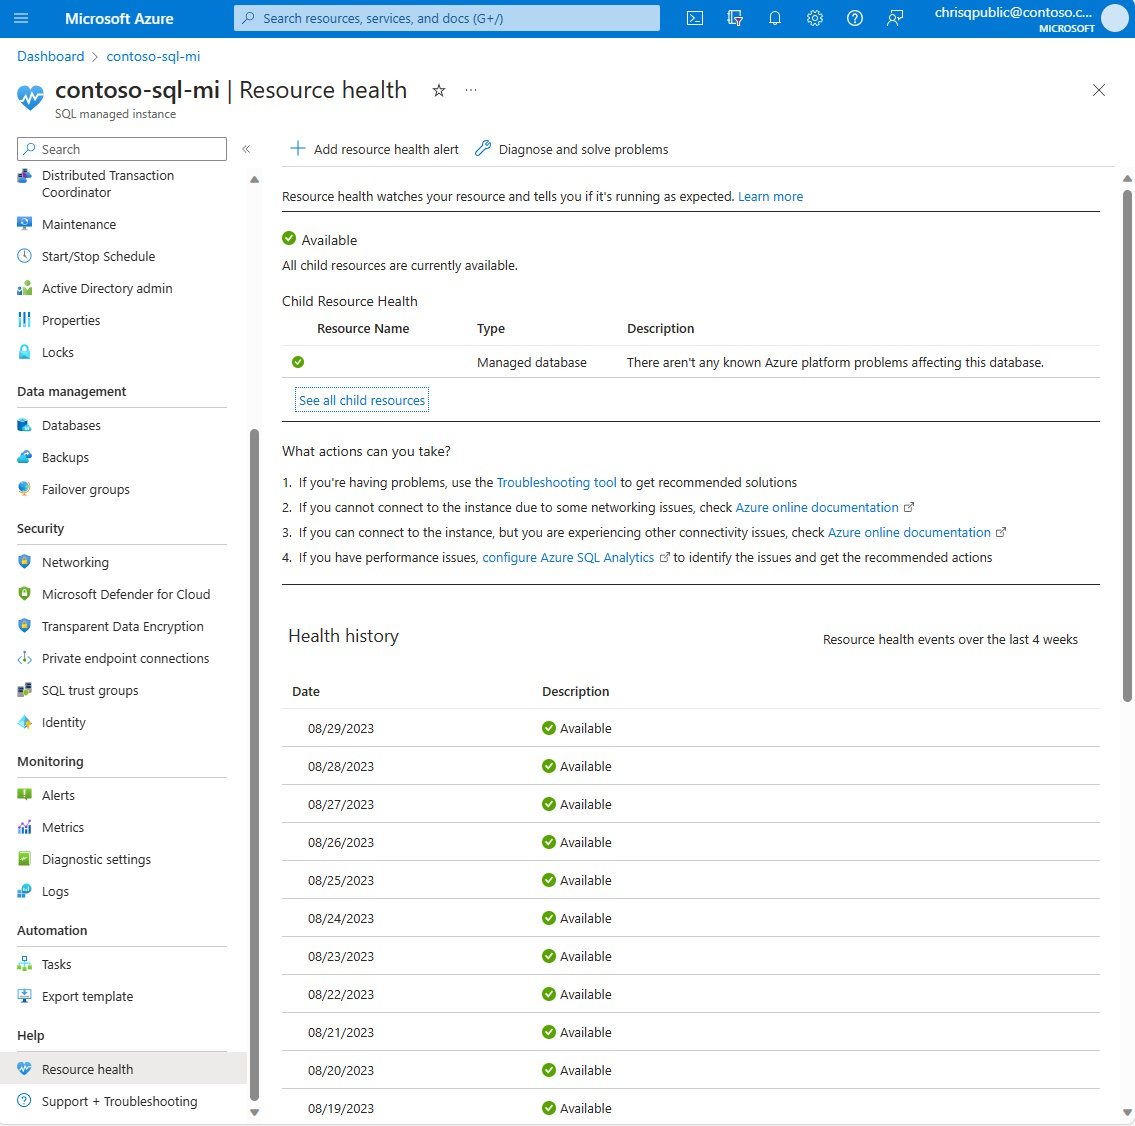 Microsoft Azure
Search resources, services, and docs (G+/)
chrisqpublic@contoso.c...
MICROSOFT
Dashboard > contoso-sql-mi
contoso-sql-mi | Resource health
SQL managed instance
Search
Distributed Transaction
Coordinator
Maintenance
Start/Stop Schedule
Active Directory admin
Properties
Locks
Data management
Databases
Backups
Failover groups
Security
Networking
Microsoft Defender for Cloud
Transparent Data Encryption
Private endpoint connections
SQL trust groups
Identity
Monitoring
Alerts
Metrics
Diagnostic settings
Logs
Automation
Tasks
Export template
Help
Resource health
Support + Troubleshooting
Add resource health alert
Diagnose and solve problems
Resource health watches your resource and tells you if it's running as expected. Learn more
Available
All child resources are currently available.
Child Resource Health
Resource Name Type Description
Managed database There aren't any known Azure platform problems affecting this database.
See all child resources
What actions can you take?
1. If you're having problems, use the Troubleshooting tool to get recommended solutions
2. If you cannot connect to the instance due to some networking issues, check Azure online documentation
3. If you can connect to the instance, but you are experiencing other connectivity issues, check Azure online documentation
4. If you have performance issues, configure Azure SQL Analytics to identify the issues and get the recommended actions
Health history
Resource health events over the last 4 weeks
Date Description
08/29/2023 Available
08/28/2023 Available
08/27/2023 Available
08/26/2023 Available
08/25/2023 Available
08/24/2023 Available
08/23/2023 Available
08/22/2023 Available
08/21/2023 Available
08/20/2023 Available
08/19/2023 Available